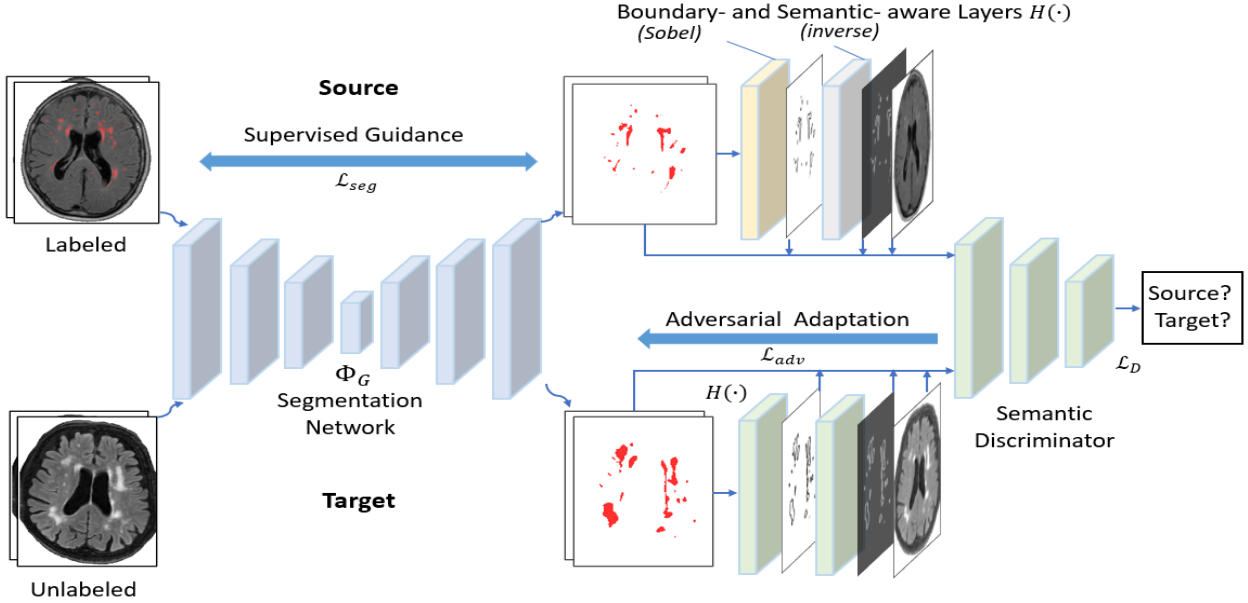 Boundary- and Semantic- aware Layers H(·)
(Sobel)
(inverse)
Source
Supervised Guidance
ℒseg
Labeled
Source?
Target?
Adversarial Adaptation
ℒadv
ℒD
ΦG
Segmentation
Network
H(·)
Semantic
Discriminator
Target
Unlabeled